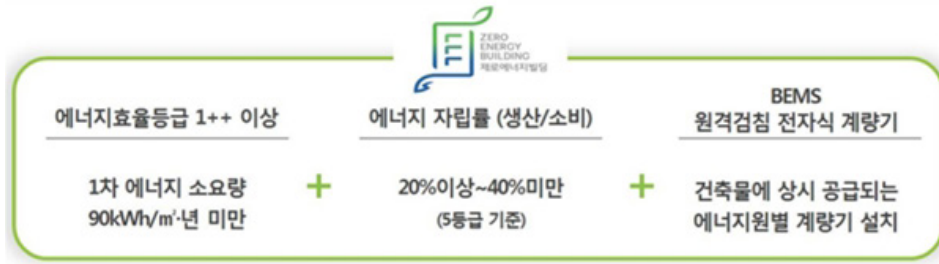 ZERO
ENERGY
BUILDING
제로에너지빌딩
에너지효율등급 1++ 이상
1차 에너지 소요량
90kWh/㎡·년 미만
+
에너지 자립률 (생산/소비)
20%이상~40%미만
(5등급 기준)
+
BEMS
원격검침 전자식 계량기
건축물에 상시 공급되는
에너지원별 계량기 설치